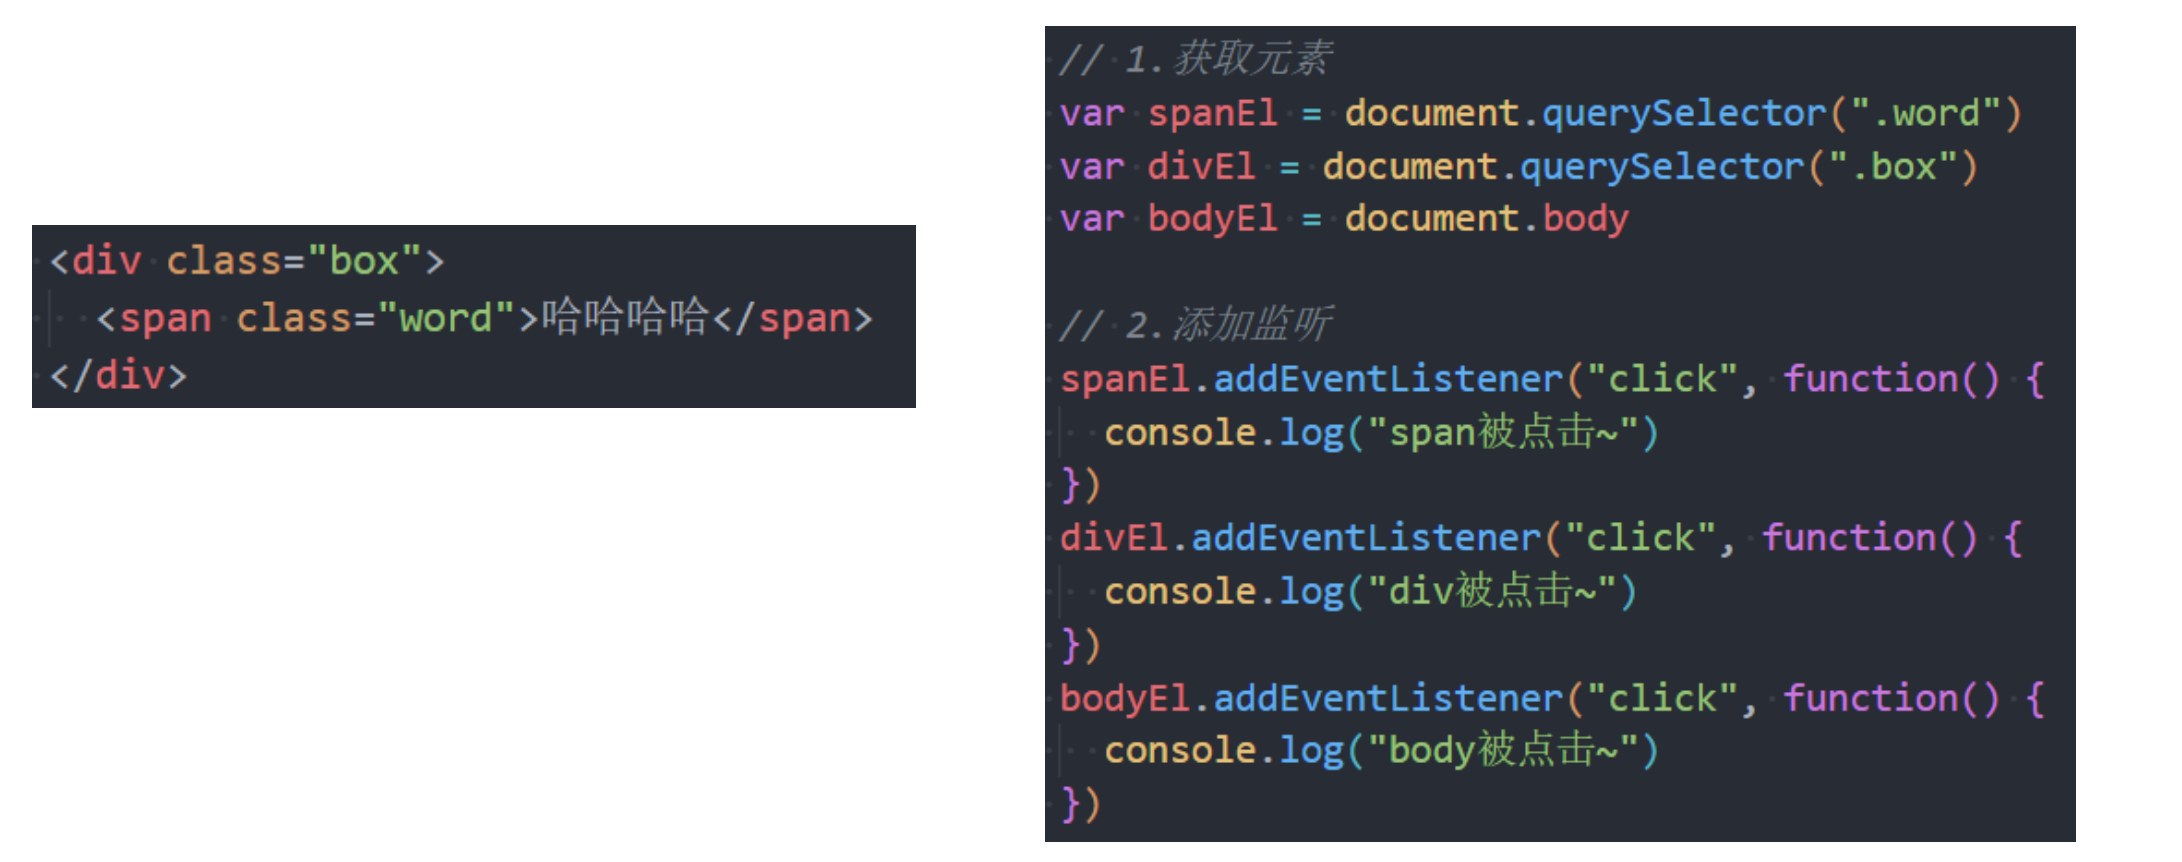 <div class="box">
<span class="word">哈哈哈哈</span>
</div>
// 1.获取元素
var spanEl = document.querySelector(".word")
var divEl = document.querySelector(".box")
var bodyEl = document.body
// 2.添加监听
spanEl.addEventListener("click", function() {
console.log("span被点击~")
})
divEl.addEventListener("click", function() {
console.log("div被点击~")
})
bodyEl.addEventListener("click", function() {
console.log("body被点击~")
})